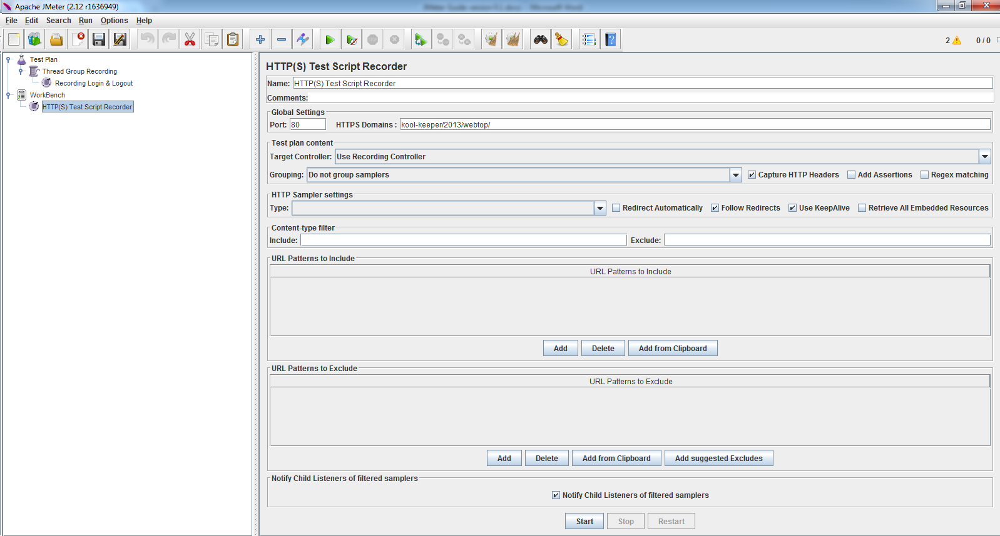 Apache JMeter (2.12 r1636949)
File Edit Search Run Options Help
2 0 / 0
Test Plan
Thread Group Recording
Recording Login & Logout
WorkBench
HTTP(S) Test Script Recorder
HTTP(S) Test Script Recorder
Name: HTTP(S) Test Script Recorder
Comments:
Global Settings
Port: 80 HTTPS Domains : kool-keeper/2013/webtop/
Test plan content
Target Controller: Use Recording Controller
Grouping: Do not group samplers Capture HTTP Headers Add Assertions Regex matching
HTTP Sampler settings
Type: Redirect Automatically Follow Redirects Use KeepAlive Retrieve All Embedded Resources
Content-type filter
Include: Exclude:
URL Patterns to Include
URL Patterns to Include
Add Delete Add from Clipboard
URL Patterns to Exclude
URL Patterns to Exclude
Add Delete Add from Clipboard Add suggested Excludes
Notify Child Listeners of filtered samplers
Notify Child Listeners of filtered samplers
Start Stop Restart